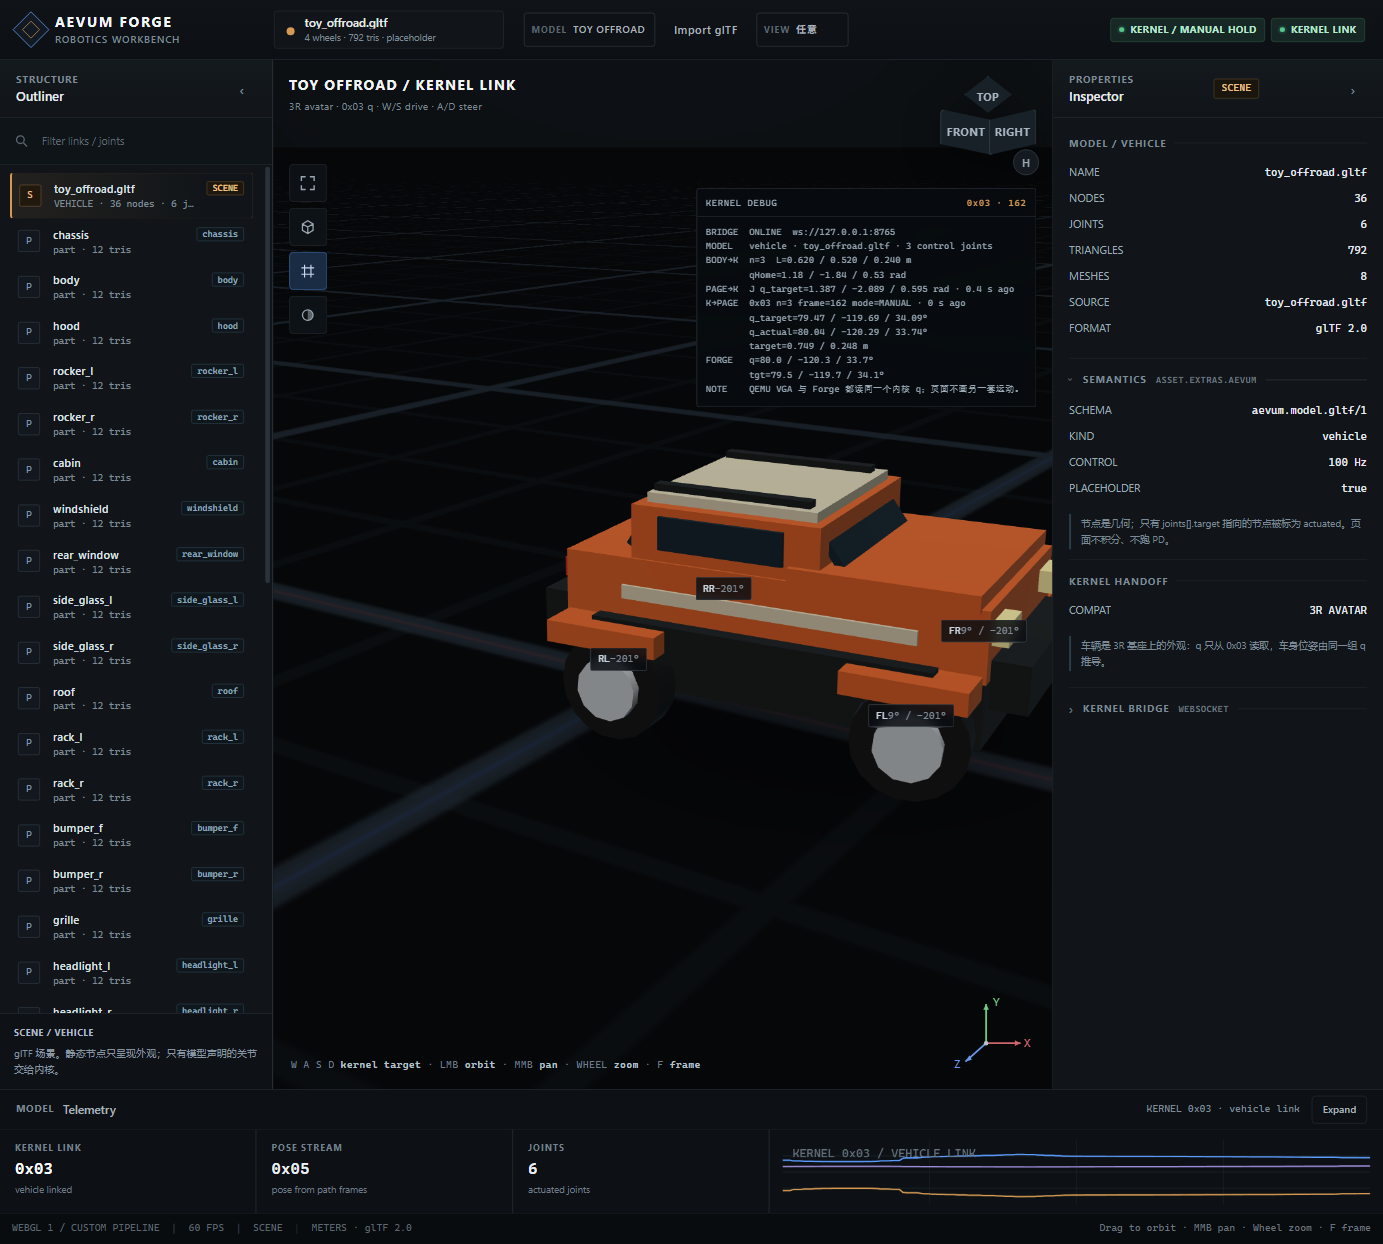 AEVUM FORGE
ROBOTICS WORKBENCH
toy_offroad.gltf
4 wheels · 792 tris · placeholder
MODEL TOY OFFROAD
Import glTF
VIEW 任意
KERNEL / MANUAL HOLD
KERNEL LINK
STRUCTURE
Outliner
‹
Filter links / joints
S
toy_offroad.gltf
SCENE
VEHICLE · 36 nodes · 6 j…
P
chassis
chassis
part · 12 tris
P
body
body
part · 12 tris
P
hood
hood
part · 12 tris
P
rocker_l
rocker_l
part · 12 tris
P
rocker_r
rocker_r
part · 12 tris
P
cabin
cabin
part · 12 tris
P
windshield
windshield
part · 12 tris
P
rear_window
rear_window
part · 12 tris
P
side_glass_l
side_glass_l
part · 12 tris
P
side_glass_r
side_glass_r
part · 12 tris
P
roof
roof
part · 12 tris
P
rack_l
rack_l
part · 12 tris
P
rack_r
rack_r
part · 12 tris
P
bumper_f
bumper_f
part · 12 tris
P
bumper_r
bumper_r
part · 12 tris
P
grille
grille
part · 12 tris
P
headlight_l
headlight_l
part · 12 tris
headlight_r
headlight_r
SCENE / VEHICLE
glTF 场景。静态节点只呈现外观；只有模型声明的关节
交给内核。
TOY OFFROAD / KERNEL LINK
3R avatar · 0x03 q · W/S drive · A/D steer
TOP
FRONT RIGHT
H
KERNEL DEBUG 0x03 · 162
BRIDGE ONLINE ws://127.0.0.1:8765
MODEL vehicle · toy_offroad.gltf · 3 control joints
BODY→K n=3 L=0.620 / 0.520 / 0.240 m
qHome=1.18 / -1.84 / 0.53 rad
PAGE→K J q_target=1.387 / -2.089 / 0.595 rad · 0.4 s ago
K→PAGE 0x03 n=3 frame=162 mode=MANUAL · 0 s ago
q_target=79.47 / -119.69 / 34.09°
q_actual=80.04 / -120.29 / 33.74°
target=0.749 / 0.248 m
FORGE q=80.0 / -120.3 / 33.7°
tgt=79.5 / -119.7 / 34.1°
NOTE QEMU VGA 与 Forge 都读同一个内核 q；页面不画另一套运动。
RR-201°
FR9° / -201°
RL-201°
FL9° / -201°
Y
X
Z
W A S D kernel target · LMB orbit · MMB pan · WHEEL zoom · F frame
PROPERTIES
Inspector
SCENE
›
MODEL / VEHICLE
NAME toy_offroad.gltf
NODES 36
JOINTS 6
TRIANGLES 792
MESHES 8
SOURCE toy_offroad.gltf
FORMAT glTF 2.0
SEMANTICS ASSET.EXTRAS.AEVUM
SCHEMA aevum.model.gltf/1
KIND vehicle
CONTROL 100 Hz
PLACEHOLDER true
节点是几何；只有 joints[].target 指向的节点被标为 actuated。页
面不积分、不跑 PD。
KERNEL HANDOFF
COMPAT 3R AVATAR
车辆是 3R 基座上的外观：q 只从 0x03 读取，车身位姿由同一组 q
推导。
› KERNEL BRIDGE WEBSOCKET
MODEL Telemetry
KERNEL 0x03 · vehicle link
Expand
KERNEL LINK
0x03
vehicle linked
POSE STREAM
0x05
pose from path frames
JOINTS
6
actuated joints
KERNEL 0x03 / VEHICLE LINK
WEBGL 1 / CUSTOM PIPELINE | 60 FPS | SCENE | METERS · glTF 2.0
Drag to orbit · MMB pan · Wheel zoom · F frame